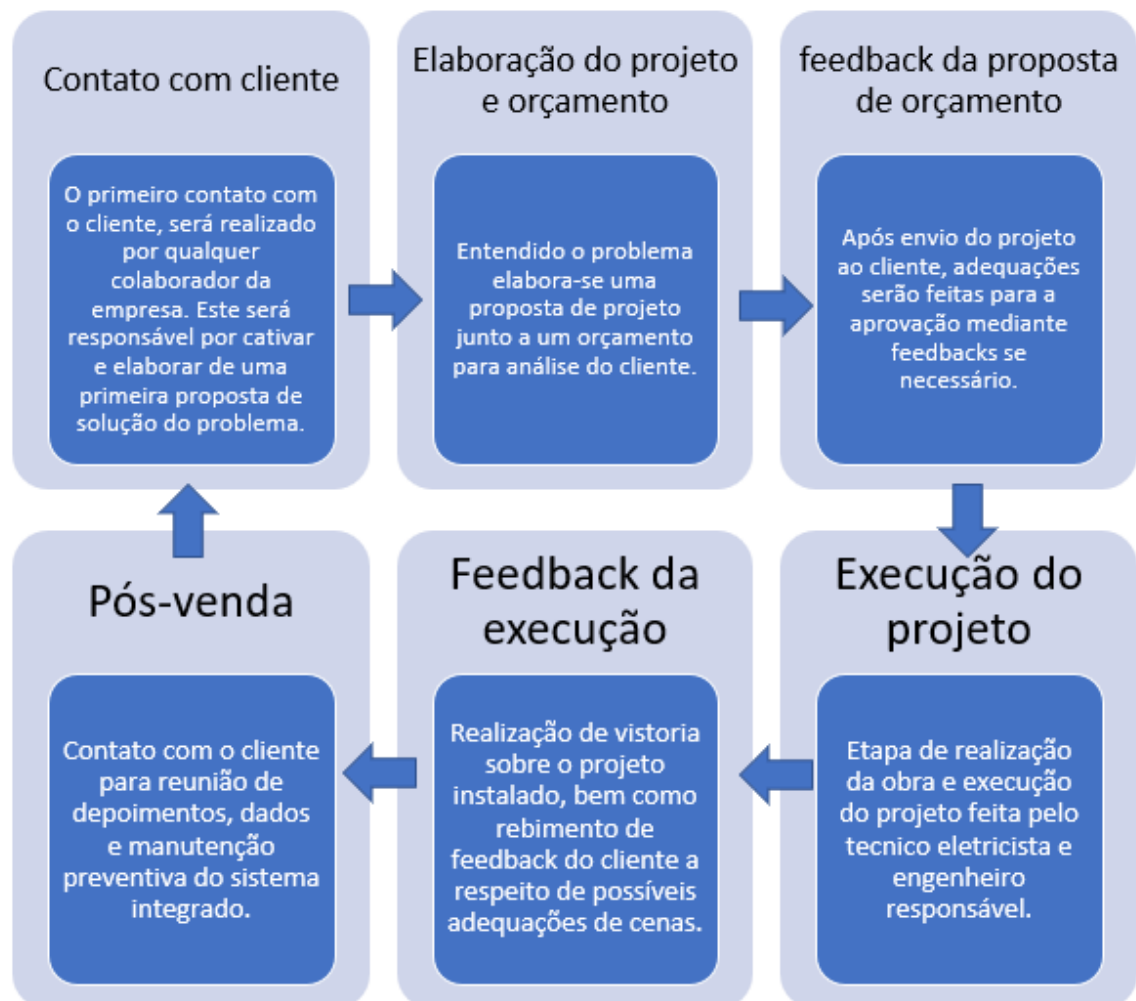 Contato com cliente
O primeiro contato com
o cliente, será realizado
por qualquer
colaborador da
empresa. Este será
responsável por cativar
e elaborar de uma
primeira proposta de
solução do problema.
Elaboração do projeto
e orçamento
Entendido o problema
elabora-se uma
proposta de projeto
junto a um orçamento
para análise do cliente.
feedback da proposta
de orçamento
Após envio do projeto
ao cliente, adequações
serão feitas para a
aprovação mediante
feedbacks se
necessário.
Execução do
projeto
Etapa de realização
da obra e execução
do projeto feita pelo
tecnico eletricista e
engenheiro
responsável.
Feedback da
execução
Realização de vistoria
sobre o projeto
instalado, bem como
rebimento de
feedback do cliente a
respeito de possíveis
adequações de cenas.
Pós-venda
Contato com o cliente
para reunião de
depoimentos, dados
e manutenção
preventiva do sistema
integrado.